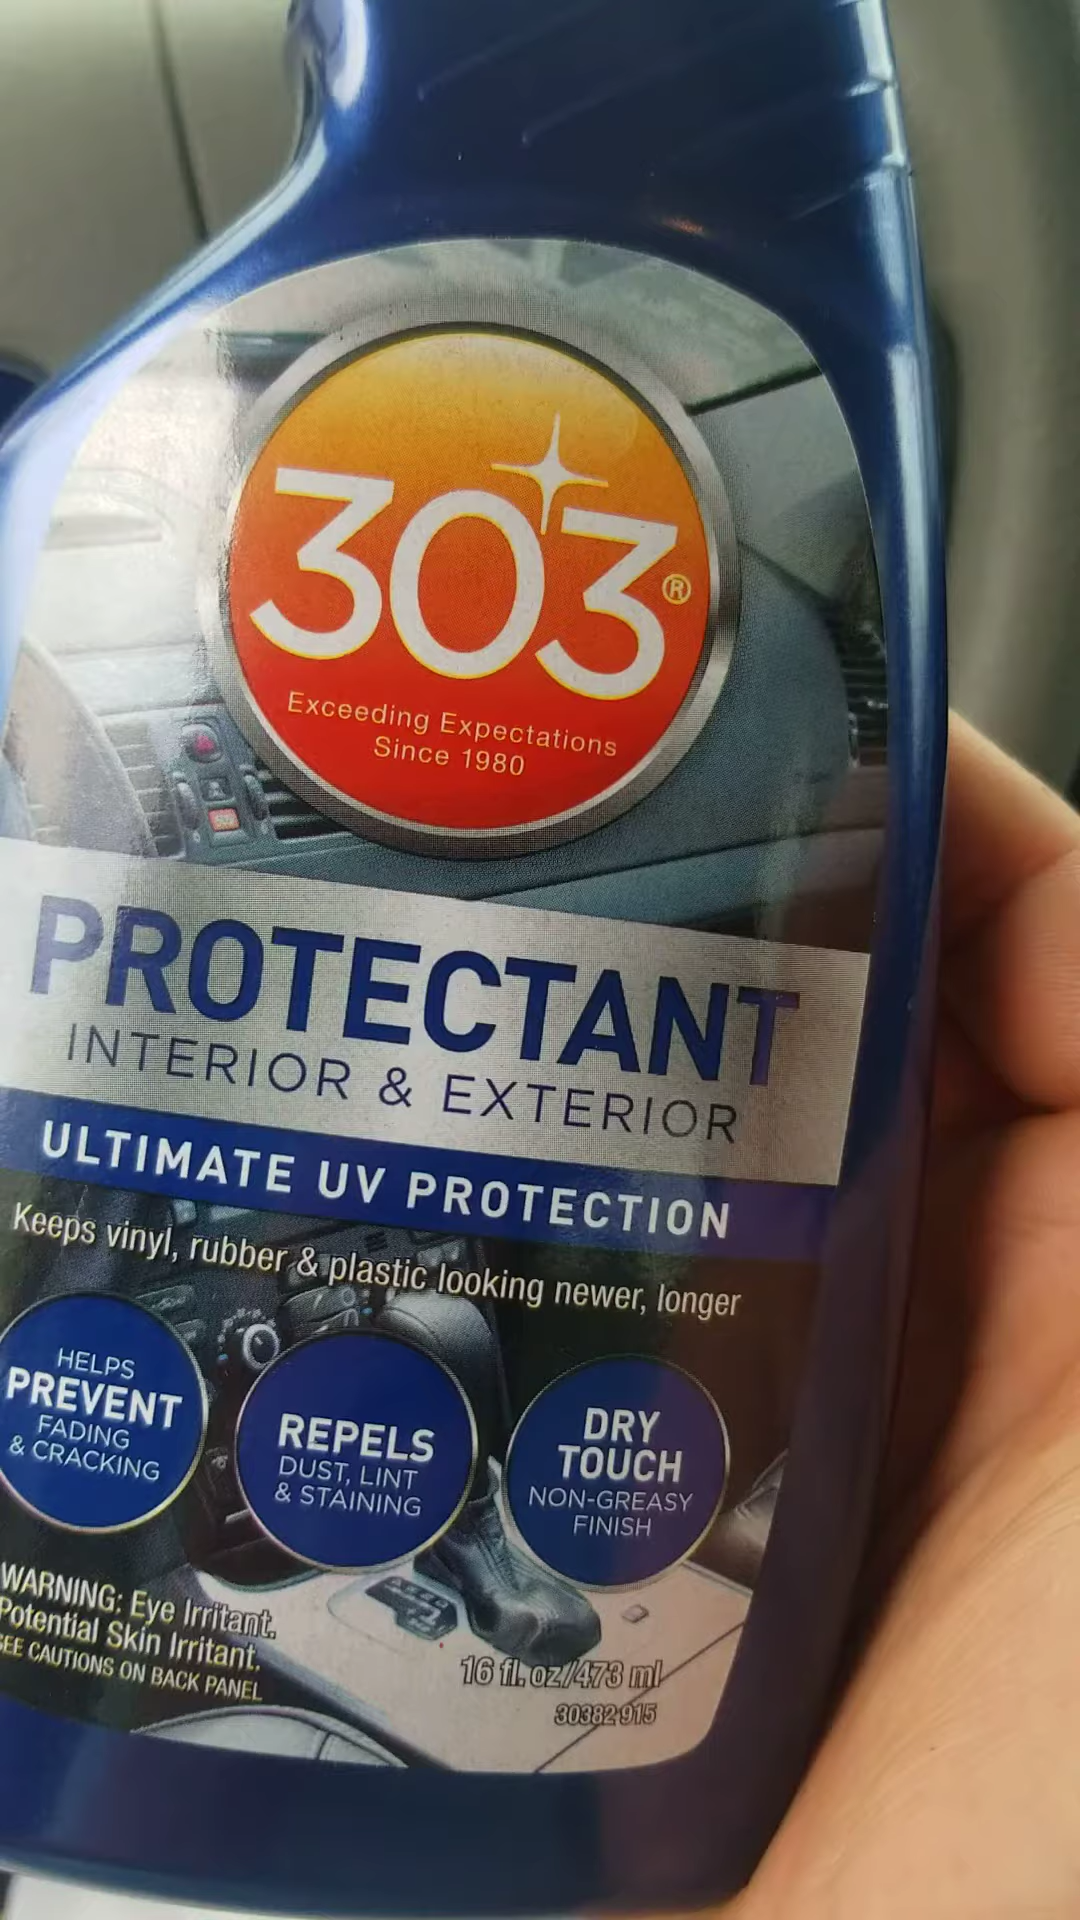 303®
Exceeding Expectations
Since 1980
PROTECTANT
INTERIOR & EXTERIOR
ULTIMATE UV PROTECTION
Keeps vinyl, rubber & plastic looking newer, longer
HELPS
PREVENT
FADING
& CRACKING
REPELS
DUST, LINT
& STAINING
DRY
TOUCH
NON-GREASY
FINISH
WARNING: Eye Irritant.
Potential Skin Irritant.
SEE CAUTIONS ON BACK PANEL
16 fl. oz/473 ml
30382 915